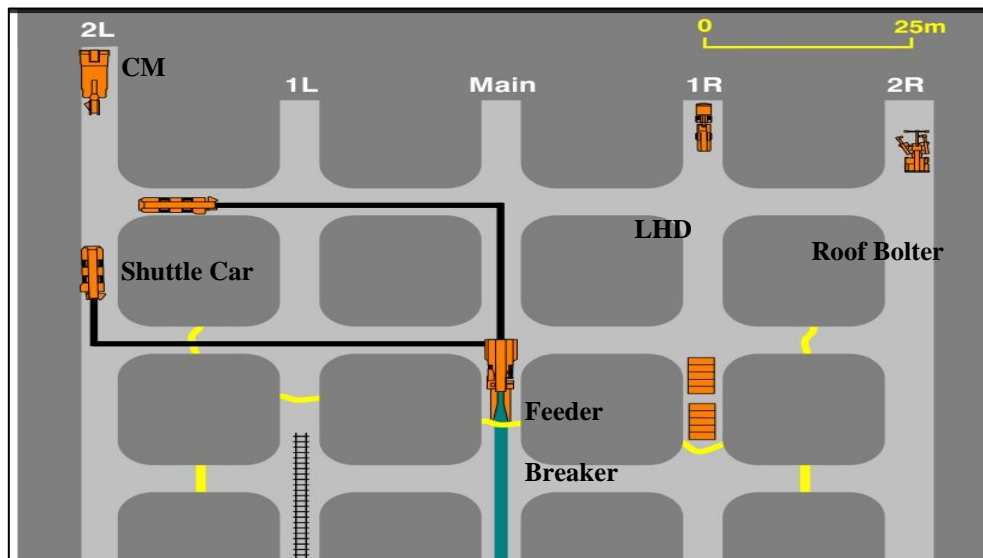 2L
0
25m
CM
1L
Main
1R
2R
LHD
Roof Bolter
Shuttle Car
Feeder
Breaker